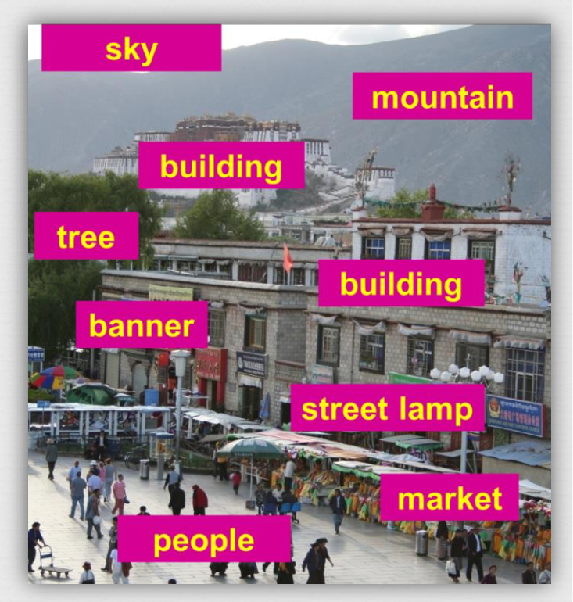 sky
mountain
building
tree
building
banner
street lamp
market
people